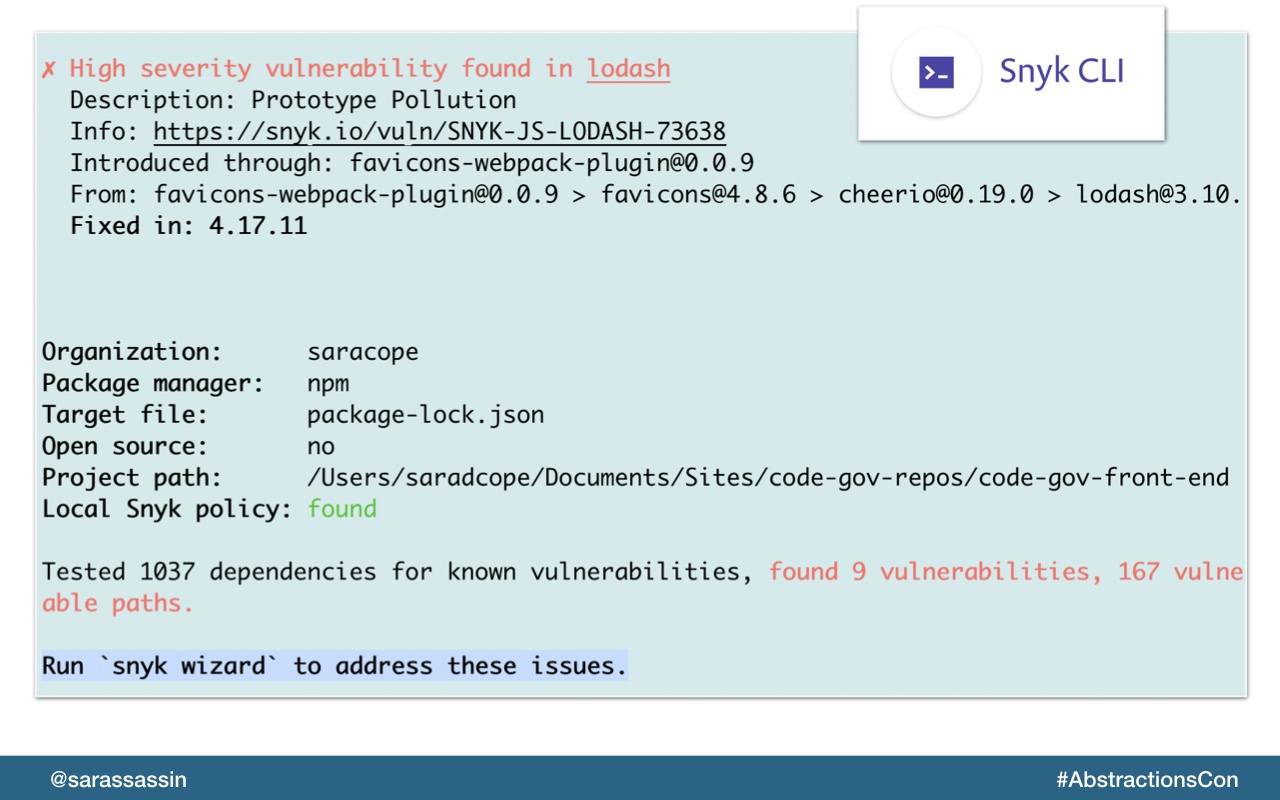 Snyk CLI
✗ High severity vulnerability found in lodash
Description: Prototype Pollution
Info: https://snyk.io/vuln/SNYK-JS-LODASH-73638
Introduced through: favicons-webpack-plugin@0.0.9
From: favicons-webpack-plugin@0.0.9 > favicons@4.8.6 > cheerio@0.19.0 > lodash@3.10.
Fixed in: 4.17.11
Organization: saracope
Package manager: npm
Target file: package-lock.json
Open source: no
Project path: /Users/saradcope/Documents/Sites/code-gov-repos/code-gov-front-end
Local Snyk policy: found
Tested 1037 dependencies for known vulnerabilities, found 9 vulnerabilities, 167 vulne
able paths.
Run `snyk wizard` to address these issues.
@sarassassin #AbstractionsCon